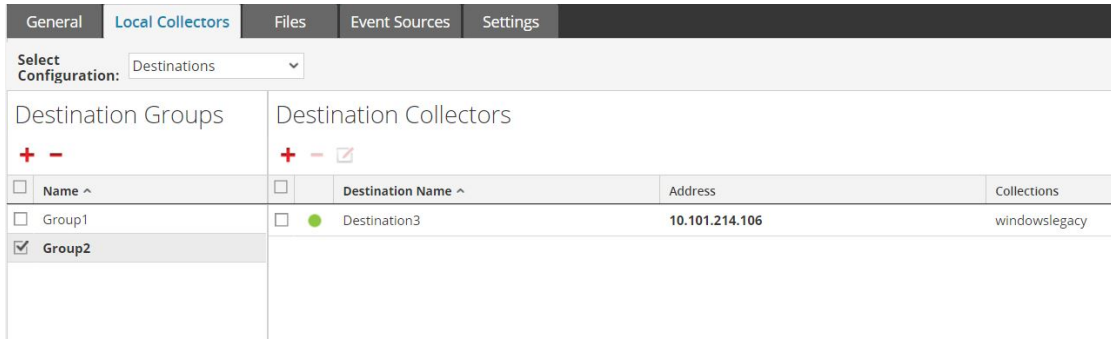 General Local Collectors Files Event Sources Settings
Select
Configuration: Destinations
Destination Groups Destination Collectors
Name Destination Name Address Collections
Group1 Destination3 10.101.214.106 windowslegacy
Group2